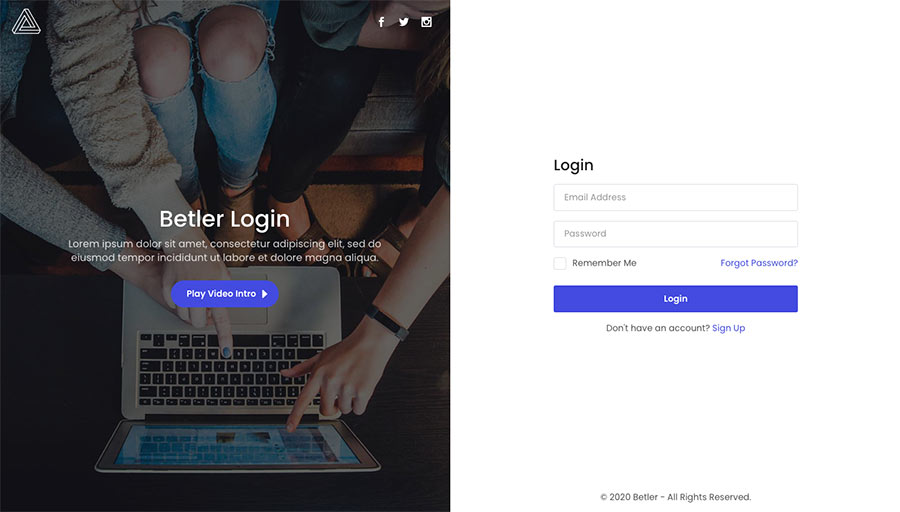 Betler Login
Lorem ipsum dolor sit amet, consectetur adipiscing elit, sed do
eiusmod tempor incididunt ut labore et dolore magna aliqua.
Play Video Intro
Login
Email Address
Password
Remember Me
Forgot Password?
Login
Don't have an account? Sign Up
© 2020 Betler - All Rights Reserved.